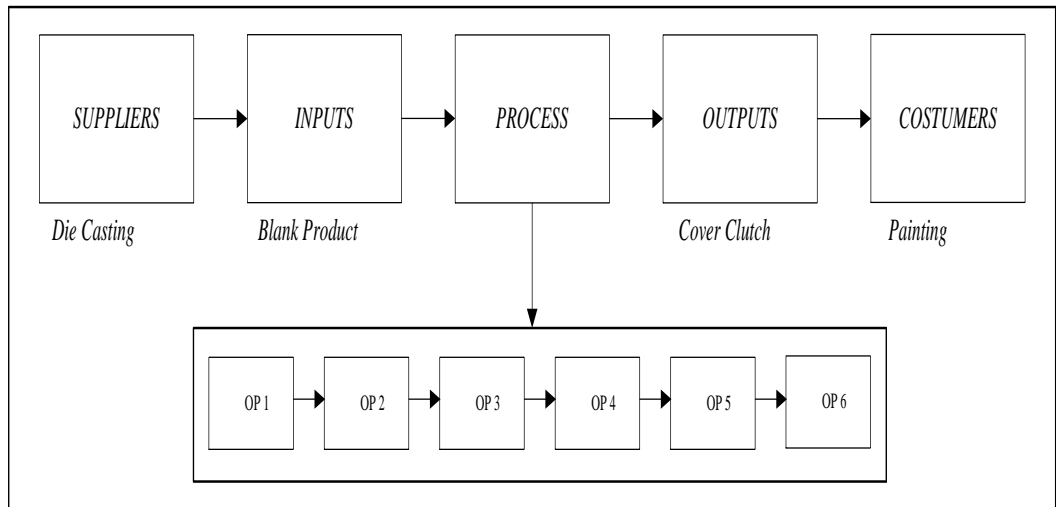 SUPPLIERS
INPUTS
PROCESS
OUTPUTS
COSTUMERS
Die Casting
Blank Product
Cover Clutch
Painting
OP 1
OP 2
OP 3
OP 4
OP 5
OP 6